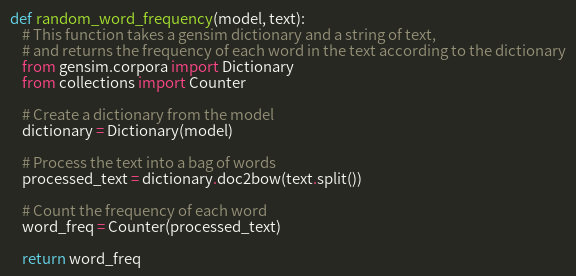 def random_word_frequency(model, text):
# This function takes a gensim dictionary and a string of text,
# and returns the frequency of each word in the text according to the dictionary
from gensim.corpora import Dictionary
from collections import Counter
# Create a dictionary from the model
dictionary = Dictionary(model)
# Process the text into a bag of words
processed_text = dictionary.doc2bow(text.split())
# Count the frequency of each word
word_freq = Counter(processed_text)
return word_freq